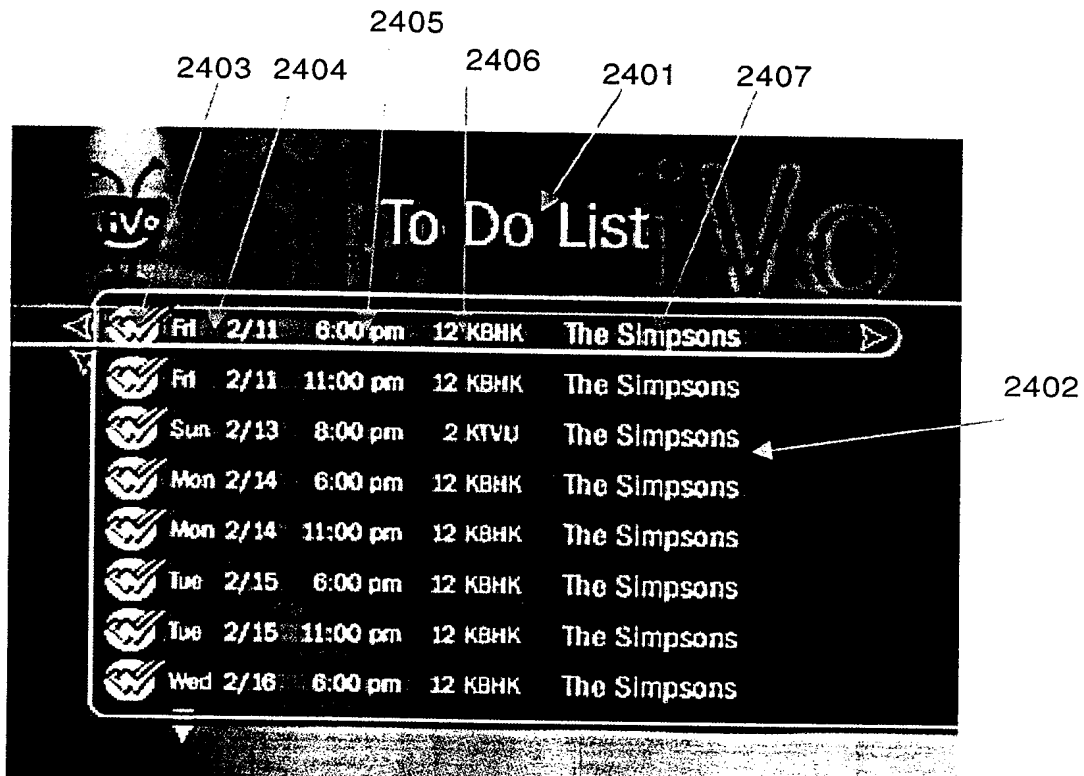 2405
2403 2404 2406 2401 2407
TiVo To Do List iVo
Fri 2/11 6:00 pm 12 KBHK The Simpsons
Fri 2/11 11:00 pm 12 KBHK The Simpsons
2402
Sun 2/13 8:00 pm 2 KTVU The Simpsons
Mon 2/14 6:00 pm 12 KBHK The Simpsons
Mon 2/14 11:00 pm 12 KBHK The Simpsons
Tue 2/15 6:00 pm 12 KBHK The Simpsons
Tue 2/15 11:00 pm 12 KBHK The Simpsons
Wed 2/16 6:00 pm 12 KBHK The Simpsons